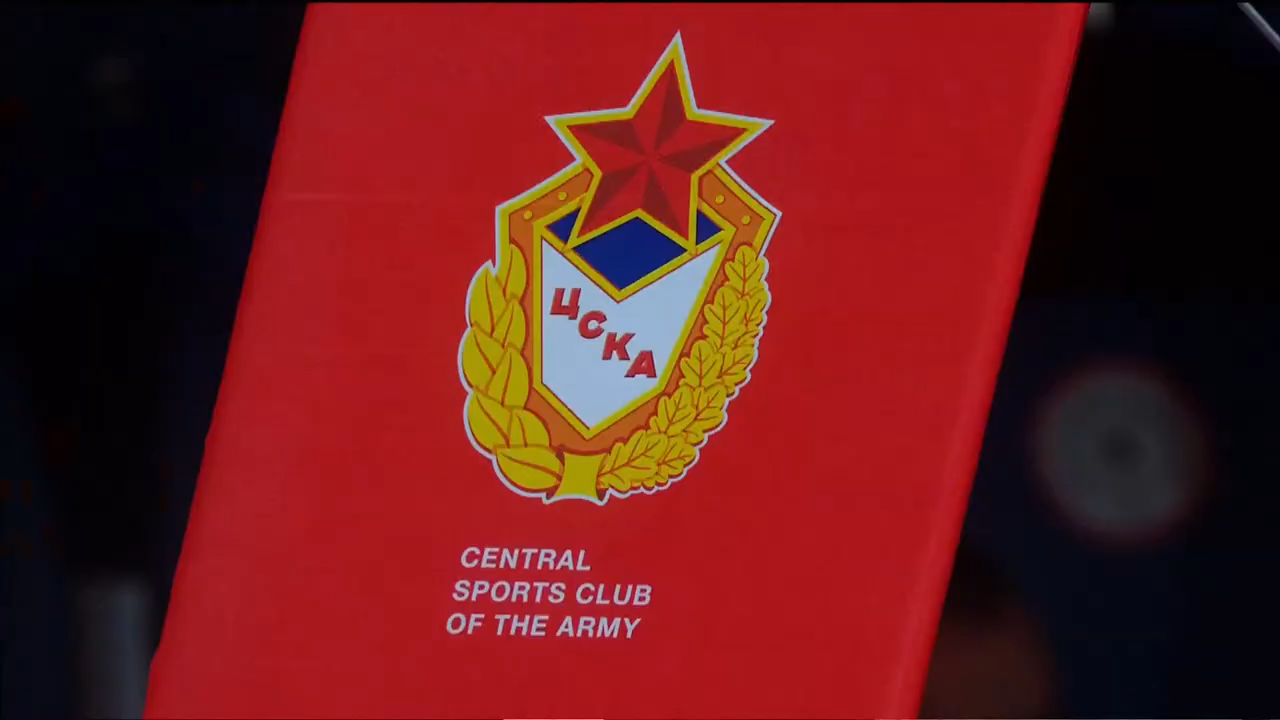 ЦСКА
CENTRAL
SPORTS CLUB
OF THE ARMY